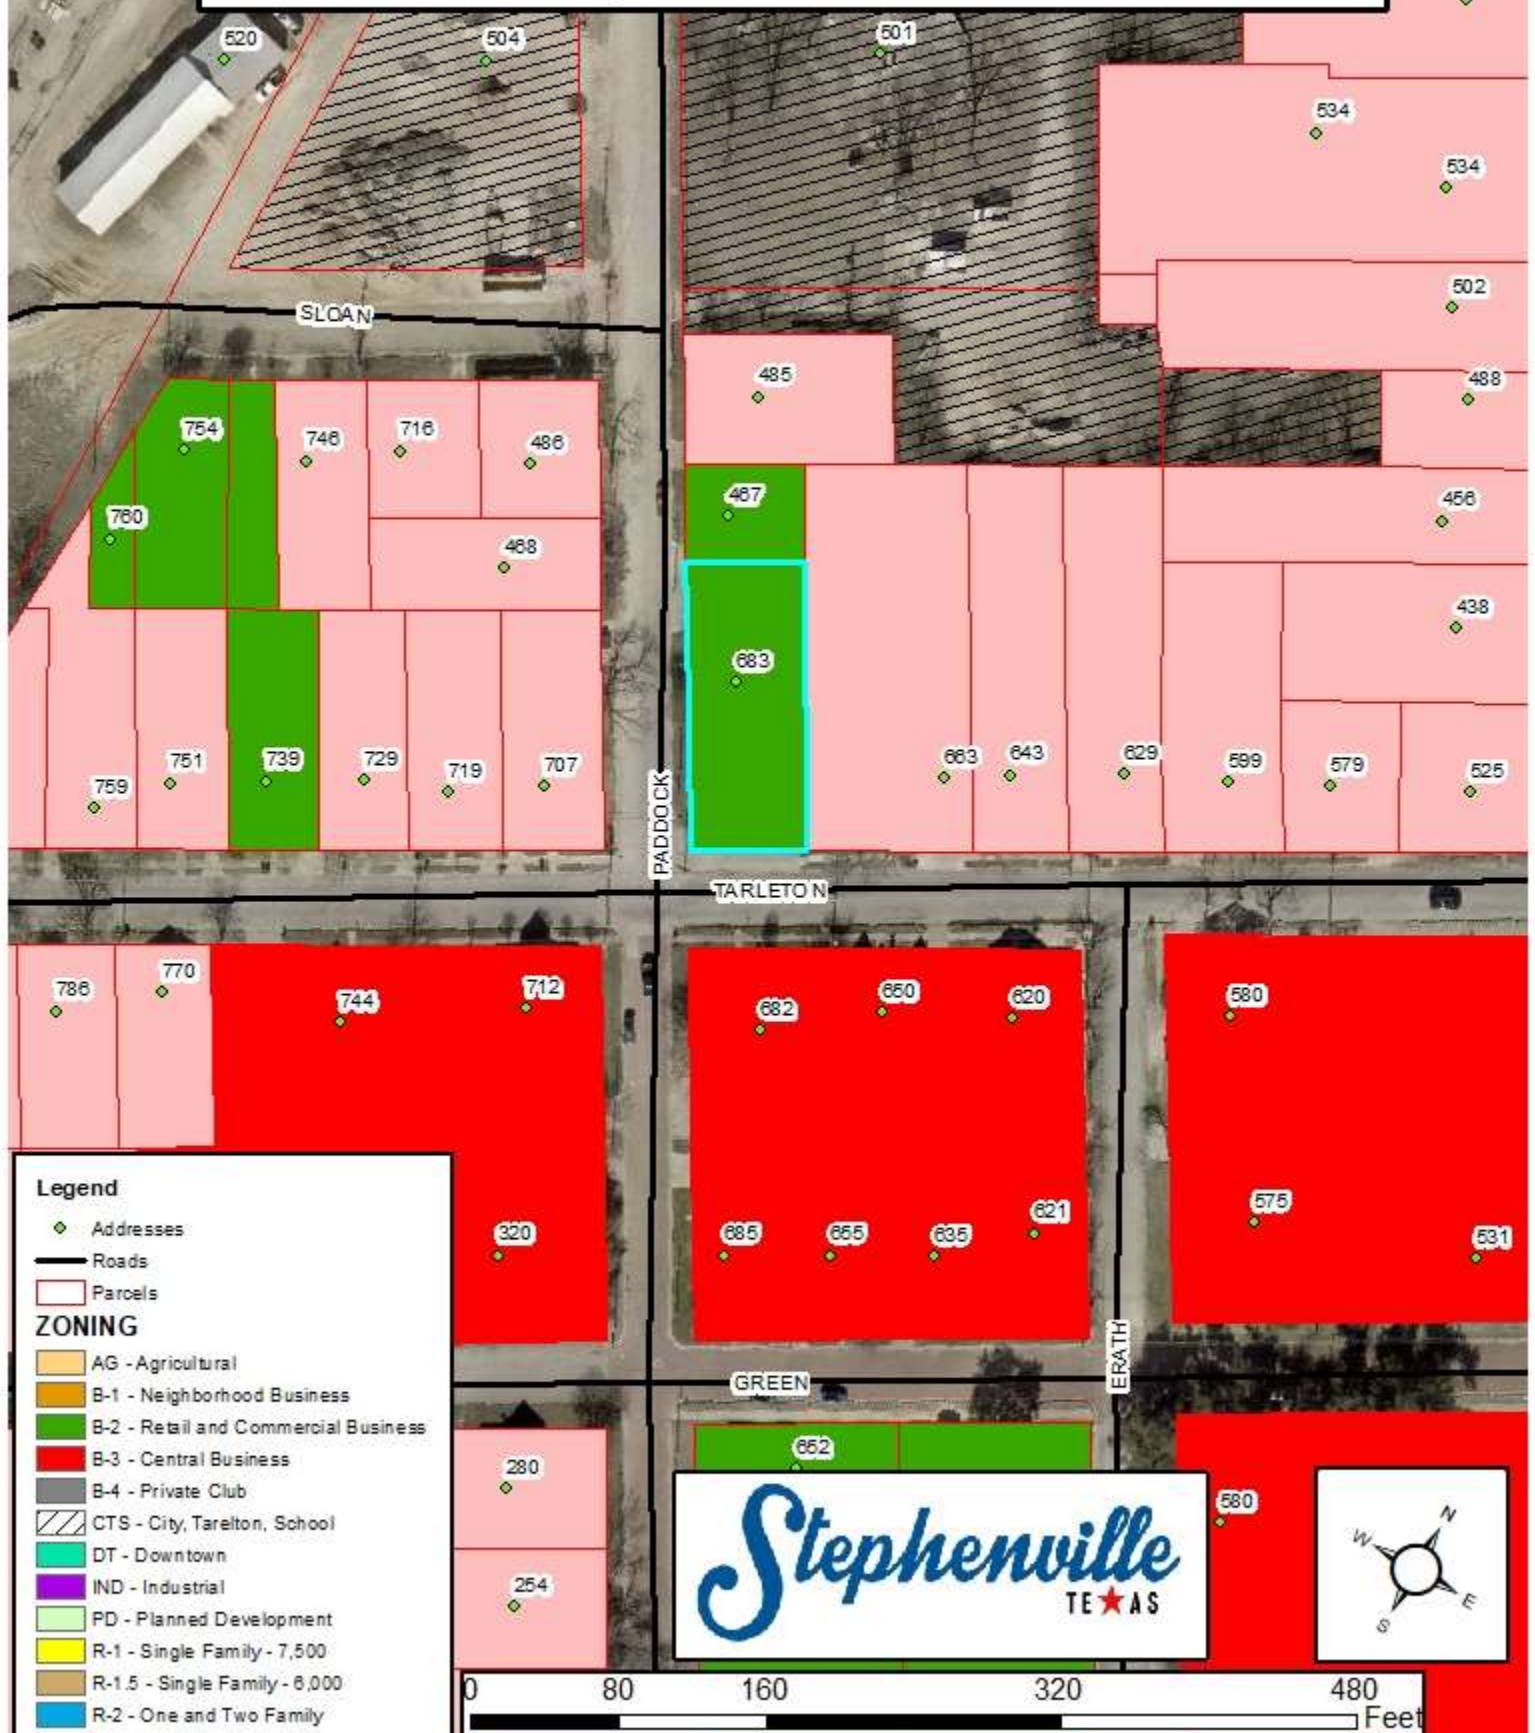 520
504
501
534
534
SLOAN
502
485
488
754
746
716
486
467
456
760
468
438
683
759
751
739
729
719
707
663
643
629
599
579
525
PADDOCK
TARLETON
786
770
744
712
682
650
620
580
320
685
655
635
621
575
531
GREEN
ERATH
280
652
580
254
Legend
Addresses
Roads
Parcels
ZONING
AG - Agricultural
B-1 - Neighborhood Business
B-2 - Retail and Commercial Business
B-3 - Central Business
B-4 - Private Club
CTS - City, Tarelton, School
DT - Downtown
IND - Industrial
PD - Planned Development
R-1 - Single Family - 7,500
R-1.5 - Single Family - 6,000
R-2 - One and Two Family
Stephenville
TEXAS
N
W
E
S
0 80 160 320 480
Feet